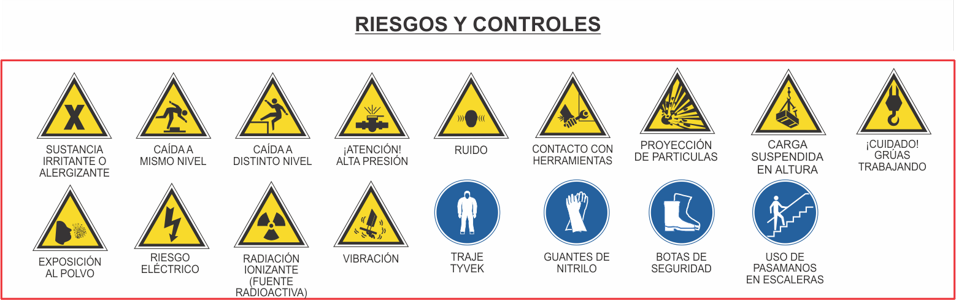 RIESGOS Y CONTROLES
X
SUSTANCIA
IRRITANTE O
ALERGIZANTE
CAÍDA A
MISMO NIVEL
CAÍDA A
DISTINTO NIVEL
¡ATENCIÓN!
ALTA PRESIÓN
RUIDO
CONTACTO CON
HERRAMIENTAS
PROYECCIÓN
DE PARTICULAS
CARGA
SUSPENDIDA
EN ALTURA
¡CUIDADO!
GRÚAS
TRABAJANDO
EXPOSICIÓN
AL POLVO
RIESGO
ELÉCTRICO
RADIACIÓN
IONIZANTE
(FUENTE
RADIOACTIVA)
VIBRACIÓN
TRAJE
TYVEK
GUANTES DE
NITRILO
BOTAS DE
SEGURIDAD
USO DE
PASAMANOS
EN ESCALERAS